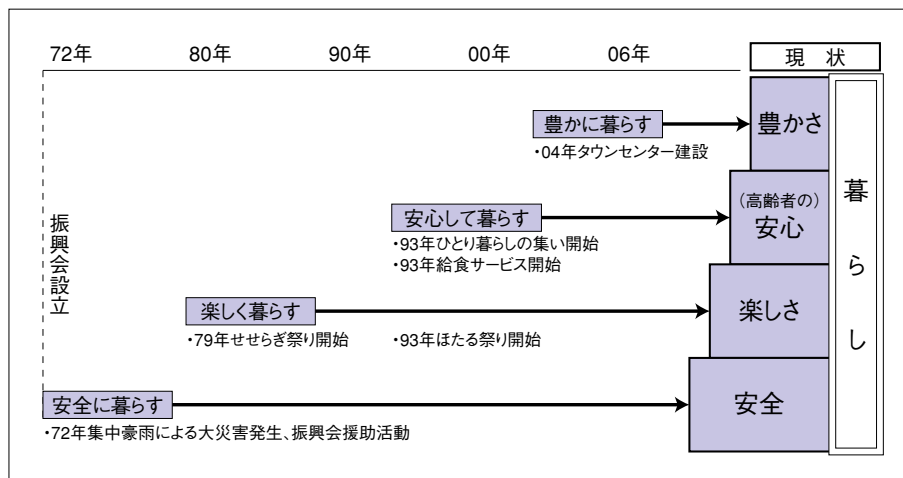 72年 80年 90年 00年 06年 現 状
豊かに暮らす 豊かさ
・04年タウンセンター建設
安心して暮らす (高齢者の) 安心
・93年ひとり暮らしの集い開始
・93年給食サービス開始
楽しく暮らす 楽しさ
・79年せせらぎ祭り開始 ・93年ほたる祭り開始
安全に暮らす 安全
・72年集中豪雨による大災害発生、振興会援助活動
振興会設立
暮らし